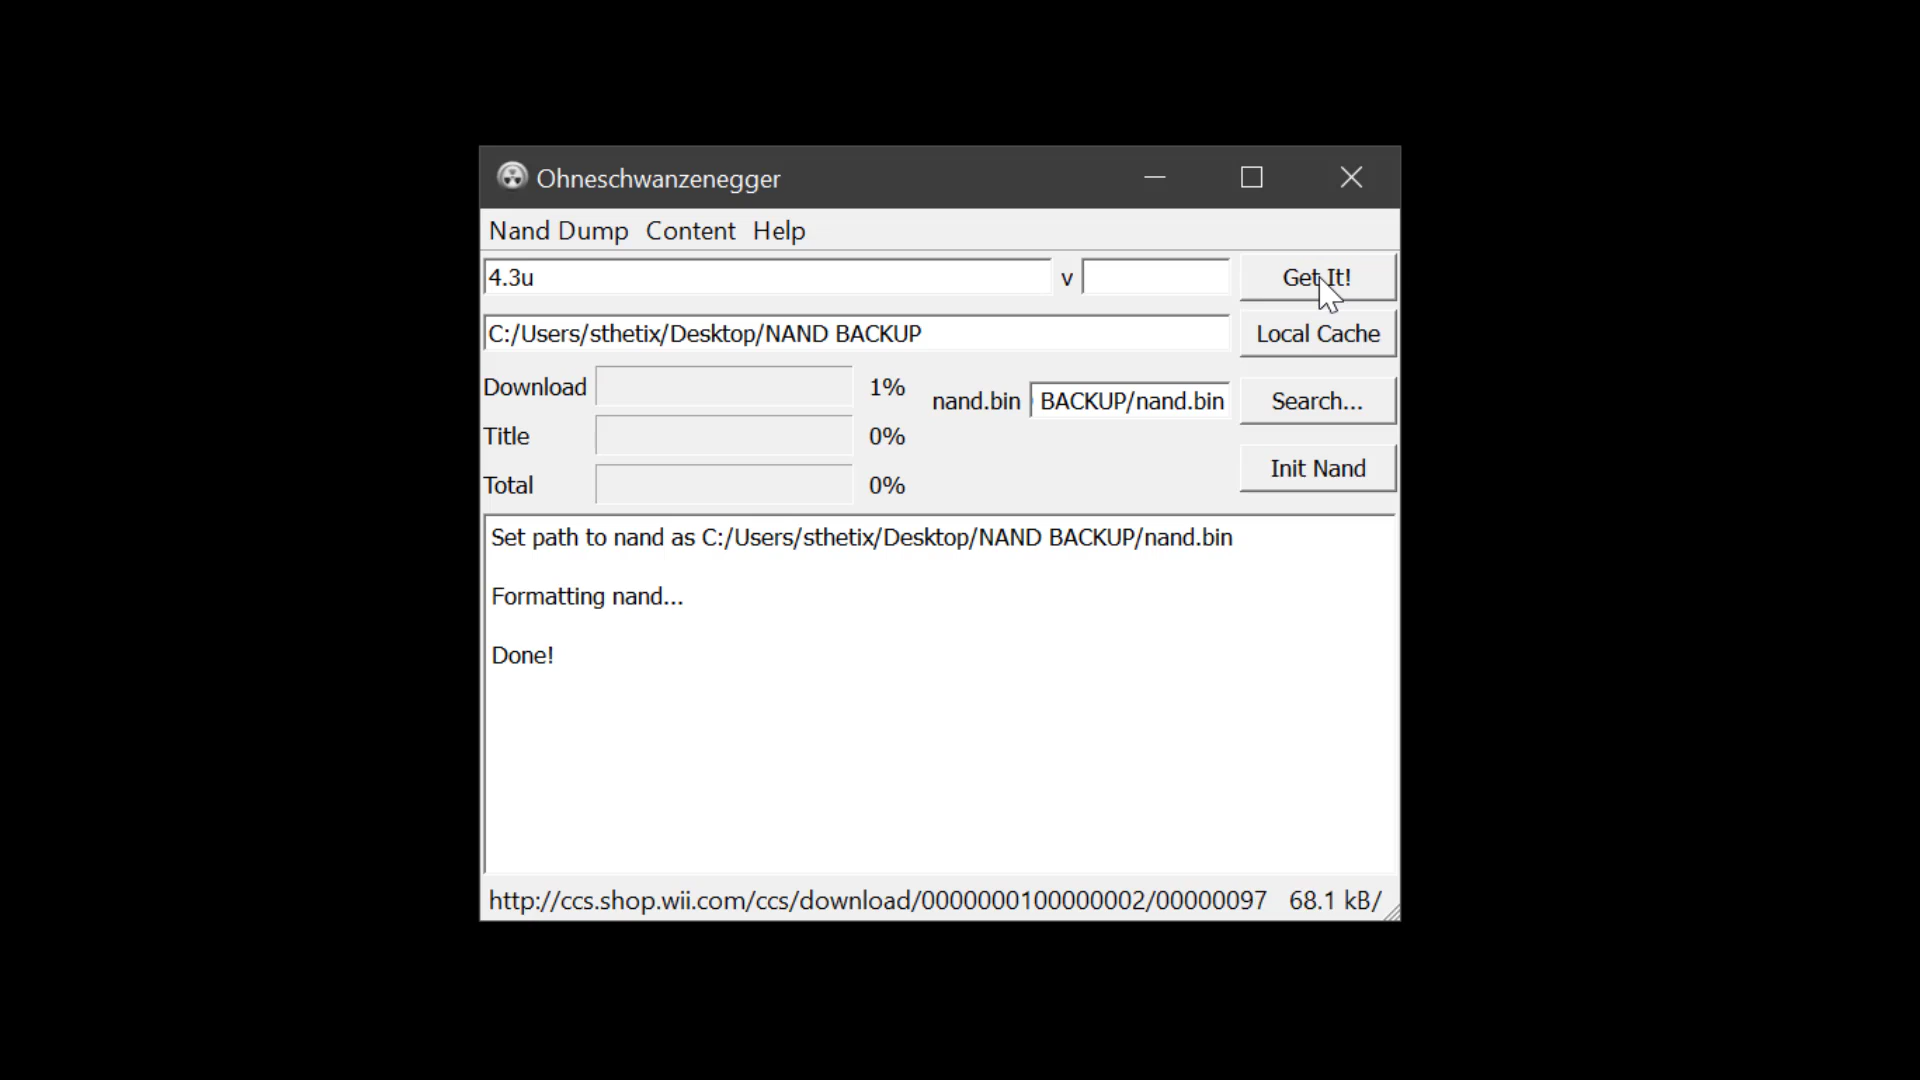 Ohneschwanzenegger
Nand Dump Content Help
4.3u v Get It!
C:/Users/sthetix/Desktop/NAND BACKUP Local Cache
Download 1% nand.bin BACKUP/nand.bin Search...
Title 0%
Total 0% Init Nand
Set path to nand as C:/Users/sthetix/Desktop/NAND BACKUP/nand.bin
Formatting nand...
Done!
http://ccs.shop.wii.com/ccs/download/0000000100000002/00000097 68.1 kB/